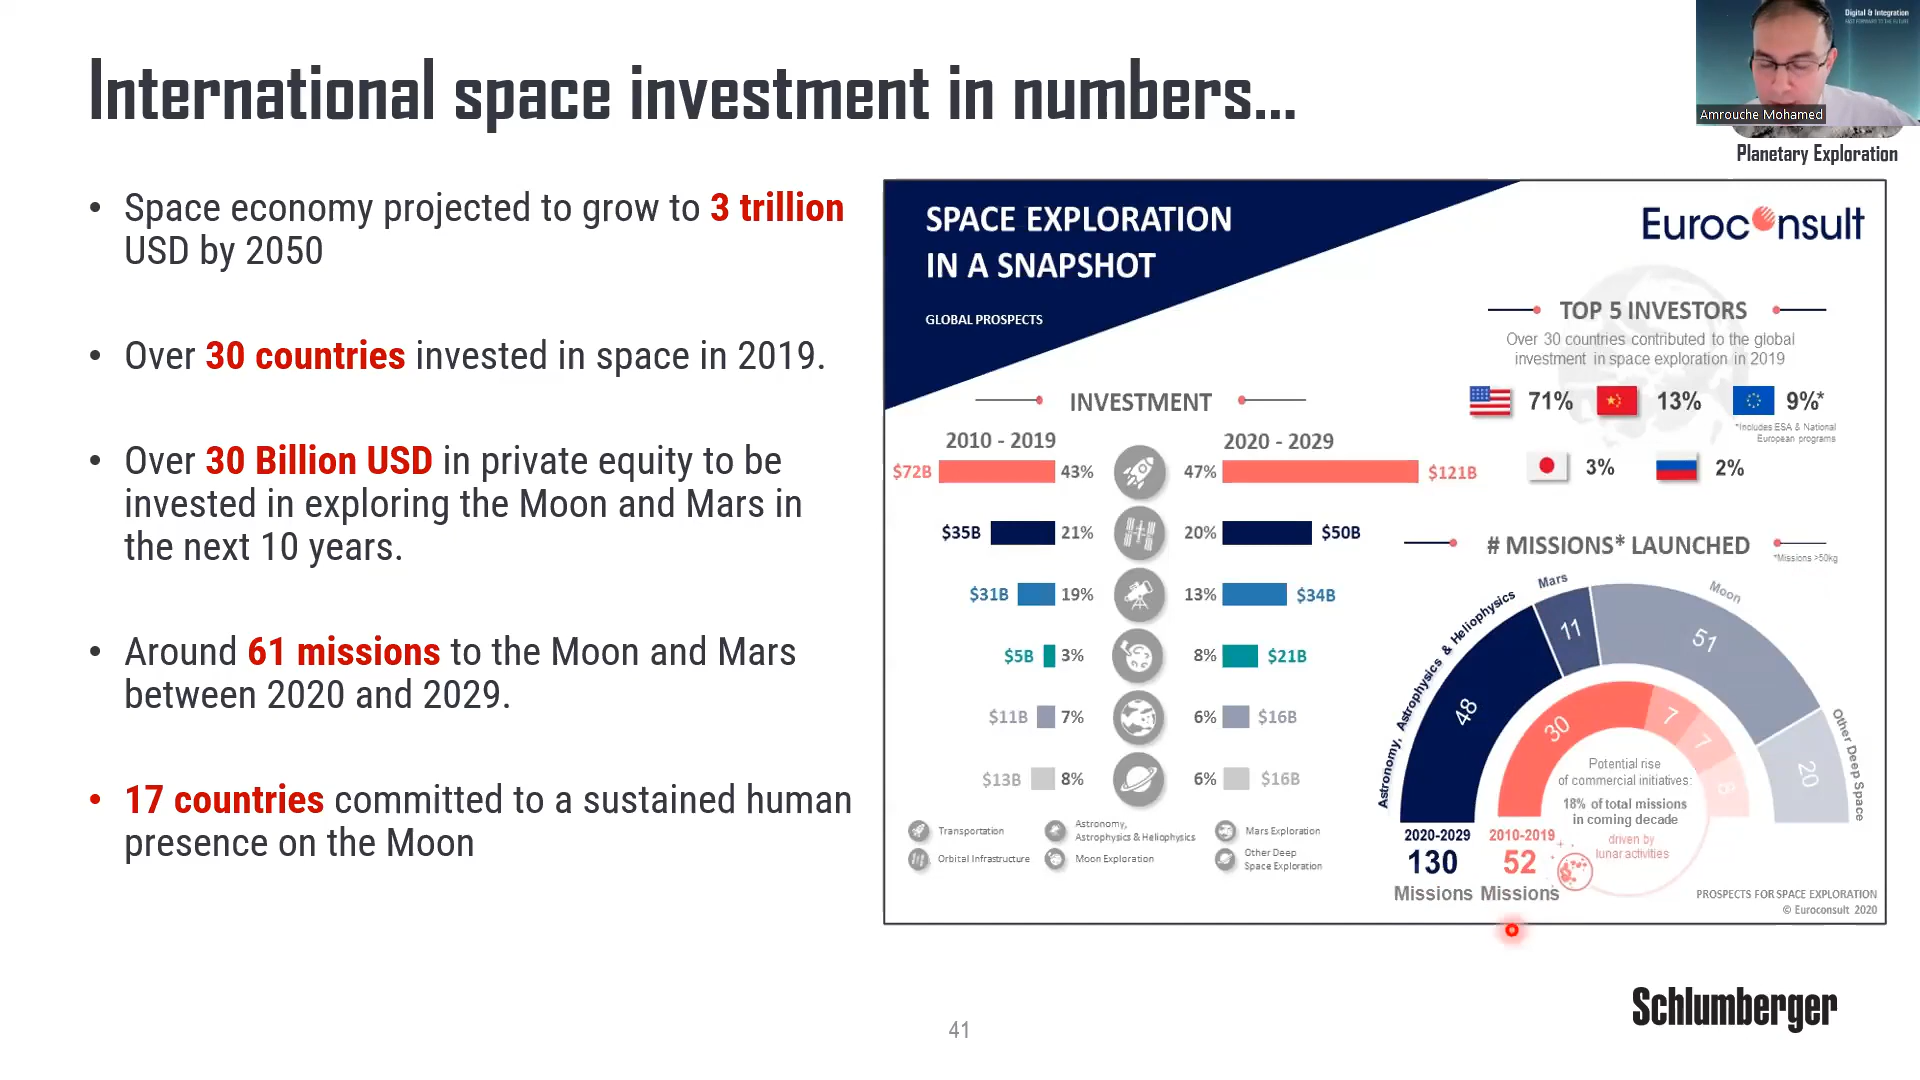 International space investment in numbers...
Digital & Integration
Amrouche Mohamed
Planetary Exploration
• Space economy projected to grow to 3 trillion
USD by 2050
• Over 30 countries invested in space in 2019.
• Over 30 Billion USD in private equity to be
invested in exploring the Moon and Mars in
the next 10 years.
• Around 61 missions to the Moon and Mars
between 2020 and 2029.
• 17 countries committed to a sustained human
presence on the Moon
SPACE EXPLORATION
IN A SNAPSHOT
GLOBAL PROSPECTS
Euroconsult
INVESTMENT
2010 - 2019
2020 - 2029
$72B 43% 47% $121B
$35B 21% 20% $50B
$31B 19% 13% $34B
$5B 3% 8% $21B
$11B 7% 6% $16B
$13B 8% 6% $16B
Transportation
Astronomy,
Astrophysics & Heliophysics
Mars Exploration
Orbital Infrastructure
Moon Exploration
Other Deep
Space Exploration
TOP 5 INVESTORS
Over 30 countries contributed to the global
investment in space exploration in 2019
71% 13% 9%*
*Includes ESA & National
European programs
3% 2%
# MISSIONS* LAUNCHED
*Missions >50kg
Astronomy, Astrophysics & Heliophysics
Mars
Moon
Other Deep Space
48
11
51
20
30
7
7
8
Potential rise
of commercial initiatives:
18% of total missions
in coming decade
driven by
lunar activities
2020-2029
130
Missions
2010-2019
52
Missions
PROSPECTS FOR SPACE EXPLORATION
© Euroconsult 2020
Schlumberger
41